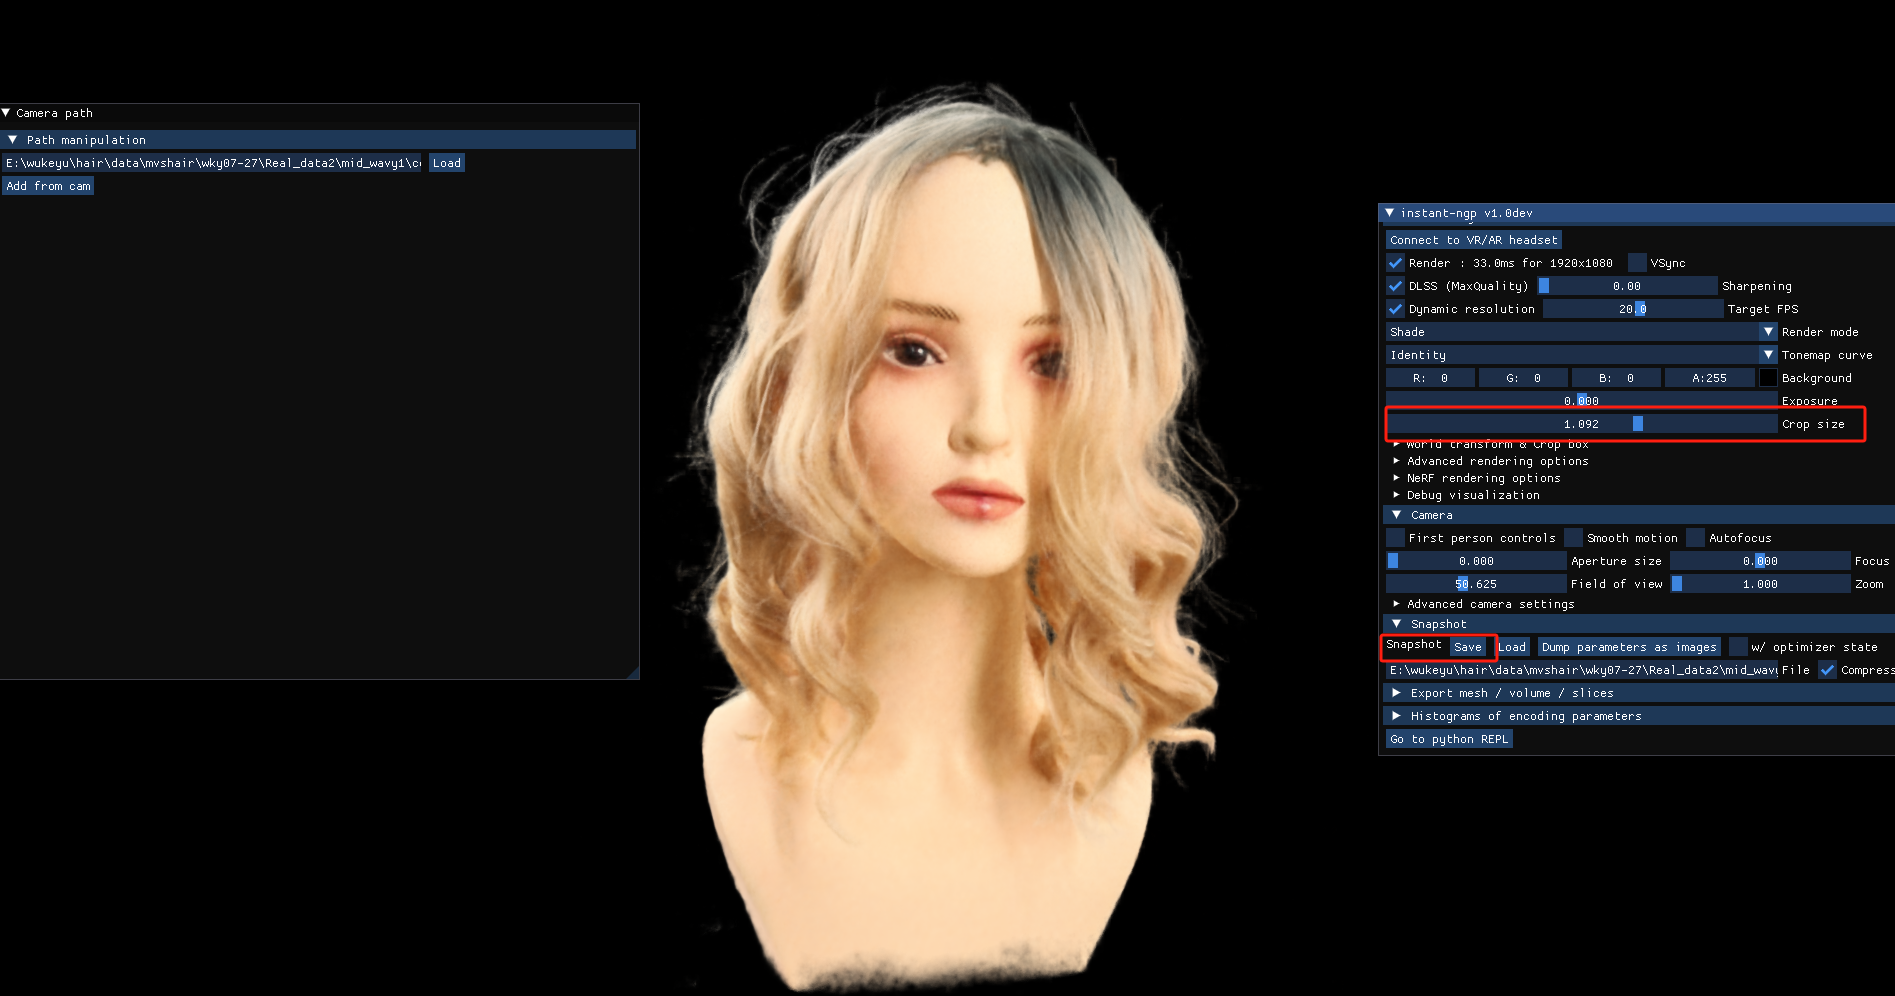 Camera path
Path manipulation
E:\wukeyu\hair\data\mvshair\wky07-27\Real_data2\mid_wavy1\c Load
Add from cam
instant-ngp v1.0dev
Connect to VR/AR headset
Render : 33.0ms for 1920x1080 VSync
DLSS (MaxQuality) 0.00 Sharpening
Dynamic resolution 20.0 Target FPS
Shade Render mode
Identity Tonemap curve
R: 0 G: 0 B: 0 A:255 Background
0.000 Exposure
1.092 Crop size
World transform & Crop box
Advanced rendering options
NeRF rendering options
Debug visualization
Camera
First person controls Smooth motion Autofocus
0.000 Aperture size 0.000 Focus
50.625 Field of view 1.000 Zoom
Advanced camera settings
Snapshot
Snapshot Save Load Dump parameters as images w/ optimizer state
E:\wukeyu\hair\data\mvshair\wky07-27\Real_data2\mid_wav File Compress
Export mesh / volume / slices
Histograms of encoding parameters
Go to python REPL